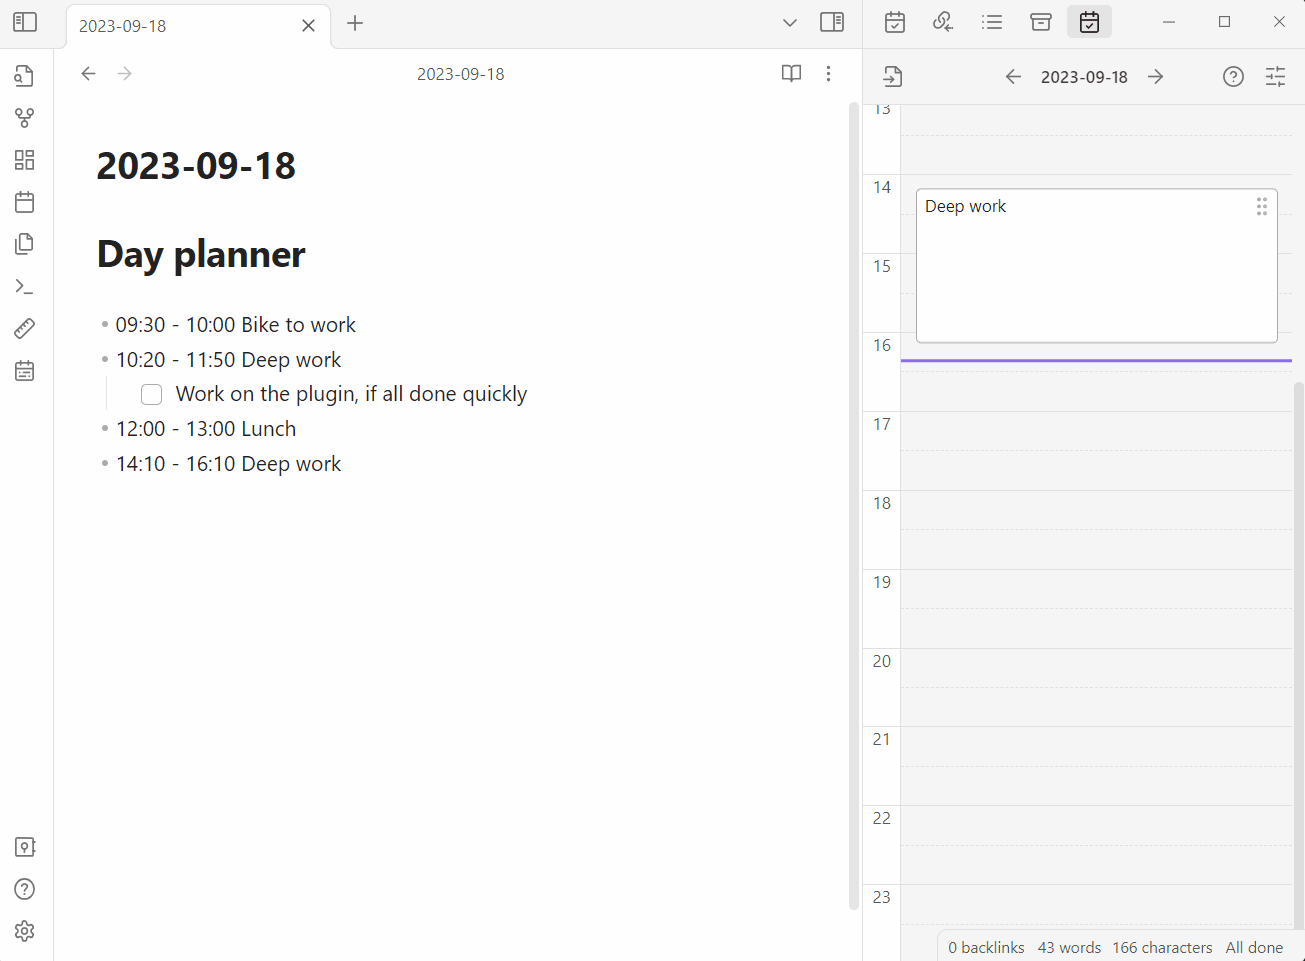 2023-09-18
2023-09-18
2023-09-18
Day planner
09:30 - 10:00 Bike to work
10:20 - 11:50 Deep work
Work on the plugin, if all done quickly
12:00 - 13:00 Lunch
14:10 - 16:10 Deep work
2023-09-18
13
14
Deep work
15
16
17
18
19
20
21
22
23
0 backlinks 43 words 166 characters All done